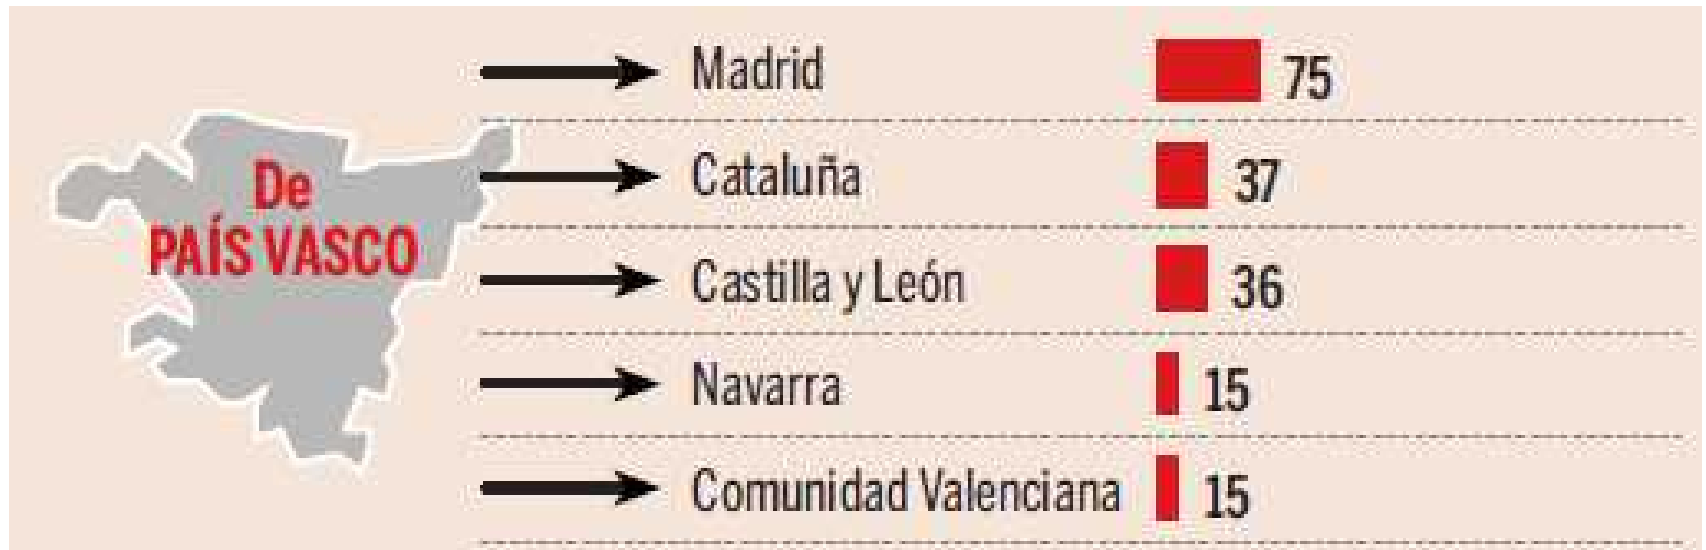 De
PAÍS VASCO
Madrid 75
Cataluña 37
Castilla y León 36
Navarra 15
Comunidad Valenciana 15